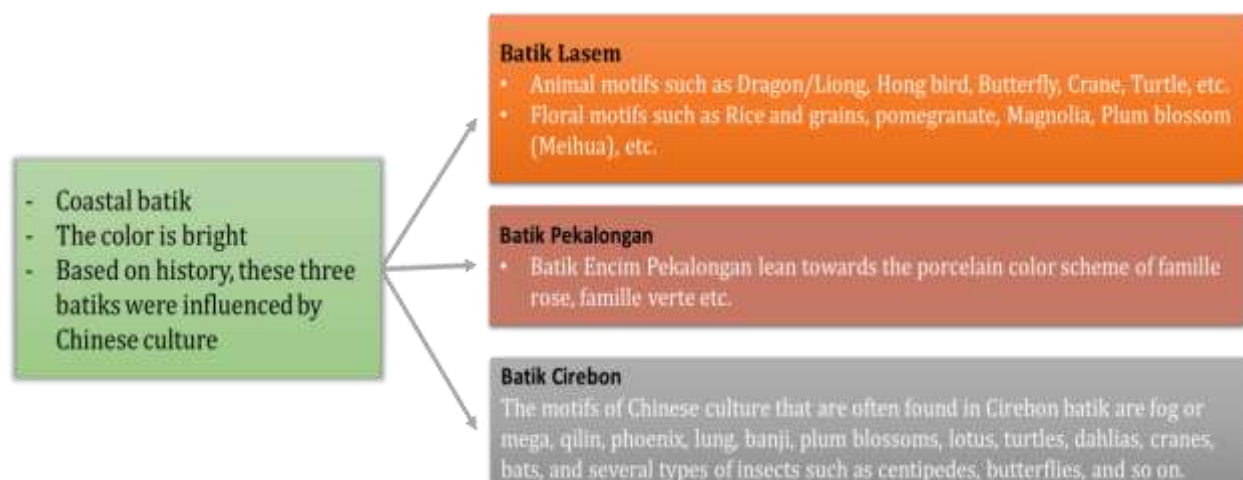 - Coastal batik
- The color is bright
- Based on history, these three
batiks were influenced by
Chinese culture
Batik Lasem
• Animal motifs such as Dragon/Liong, Hong bird, Butterfly, Crane, Turtle, etc.
• Floral motifs such as Rice and grains, pomegranate, Magnolia, Plum blossom
(Meihua), etc.
Batik Pekalongan
• Batik Encim Pekalongan lean towards the porcelain color scheme of famille
rose, famille verte etc.
Batik Cirebon
The motifs of Chinese culture that are often found in Cirebon batik are fog or
mega, qilin, phoenix, lung, banji, plum blossoms, lotus, turtles, dahlias, cranes,
bats, and several types of insects such as centipedes, butterflies, and so on.